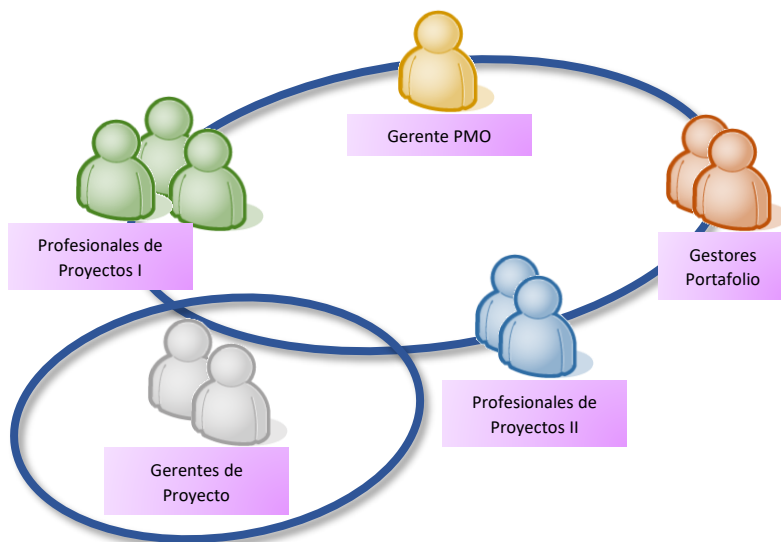 Gerente PMO
Profesionales de
Proyectos I
Gestores
Portafolio
Profesionales de
Proyectos II
Gerentes de
Proyecto